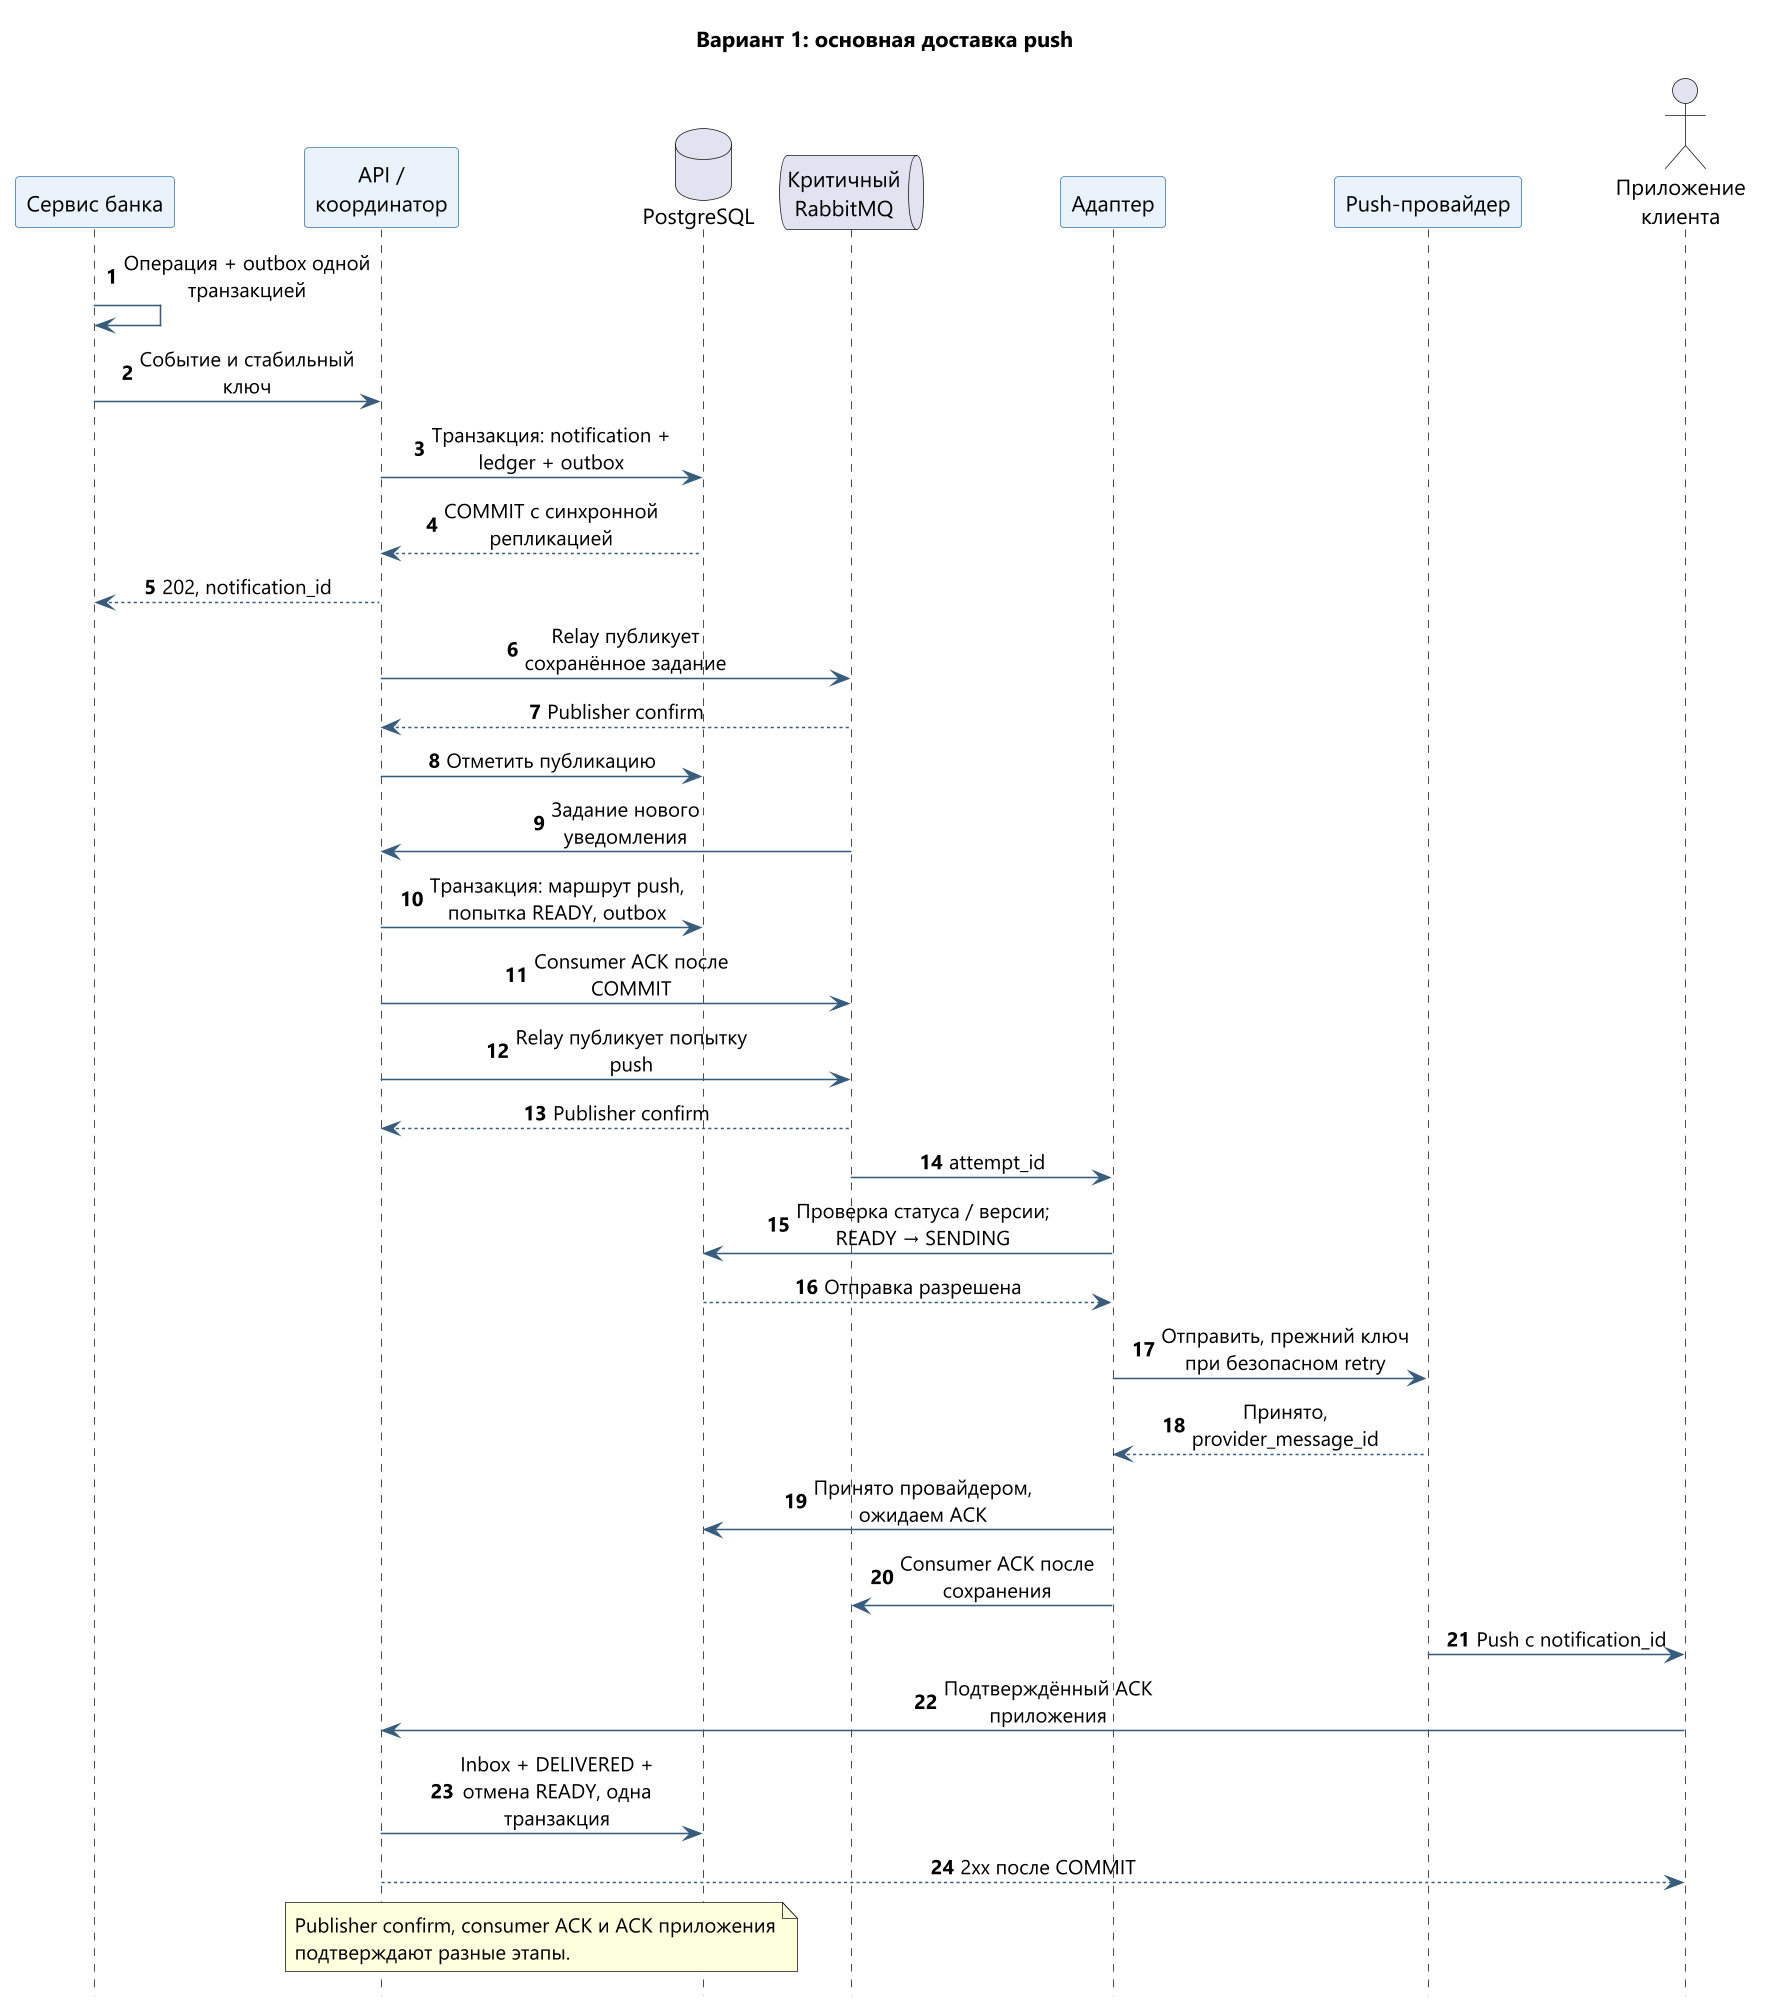 Вариант 1: основная доставка push
Сервис банка
API /
координатор
PostgreSQL
Критичный
RabbitMQ
Адаптер
Push-провайдер
Приложение
клиента
1 Операция + outbox одной
транзакцией
2 Событие и стабильный
ключ
3 Транзакция: notification +
ledger + outbox
4 COMMIT с синхронной
репликацией
5 202, notification_id
6 Relay публикует
сохранённое задание
7 Publisher confirm
8 Отметить публикацию
9 Задание нового
уведомления
10 Транзакция: маршрут push,
попытка READY, outbox
11 Consumer ACK после
COMMIT
12 Relay публикует попытку
push
13 Publisher confirm
14 attempt_id
15 Проверка статуса / версии;
READY → SENDING
16 Отправка разрешена
17 Отправить, прежний ключ
при безопасном retry
18 Принято,
provider_message_id
19 Принято провайдером,
ожидаем ACK
20 Consumer ACK после
сохранения
21 Push с notification_id
22 Подтверждённый ACK
приложения
23 Inbox + DELIVERED +
отмена READY, одна
транзакция
24 2xx после COMMIT
Publisher confirm, consumer ACK и ACK приложения
подтверждают разные этапы.